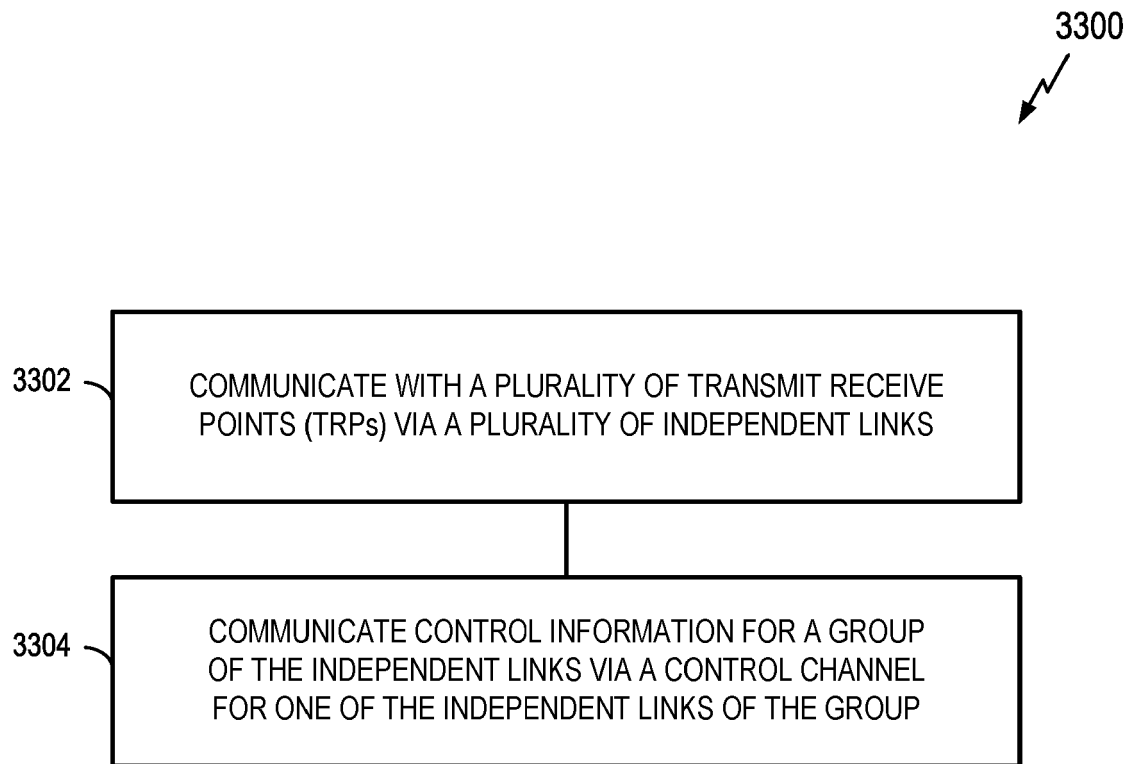 3300
3302
COMMUNICATE WITH A PLURALITY OF TRANSMIT RECEIVE
POINTS (TRPs) VIA A PLURALITY OF INDEPENDENT LINKS
3304
COMMUNICATE CONTROL INFORMATION FOR A GROUP
OF THE INDEPENDENT LINKS VIA A CONTROL CHANNEL
FOR ONE OF THE INDEPENDENT LINKS OF THE GROUP